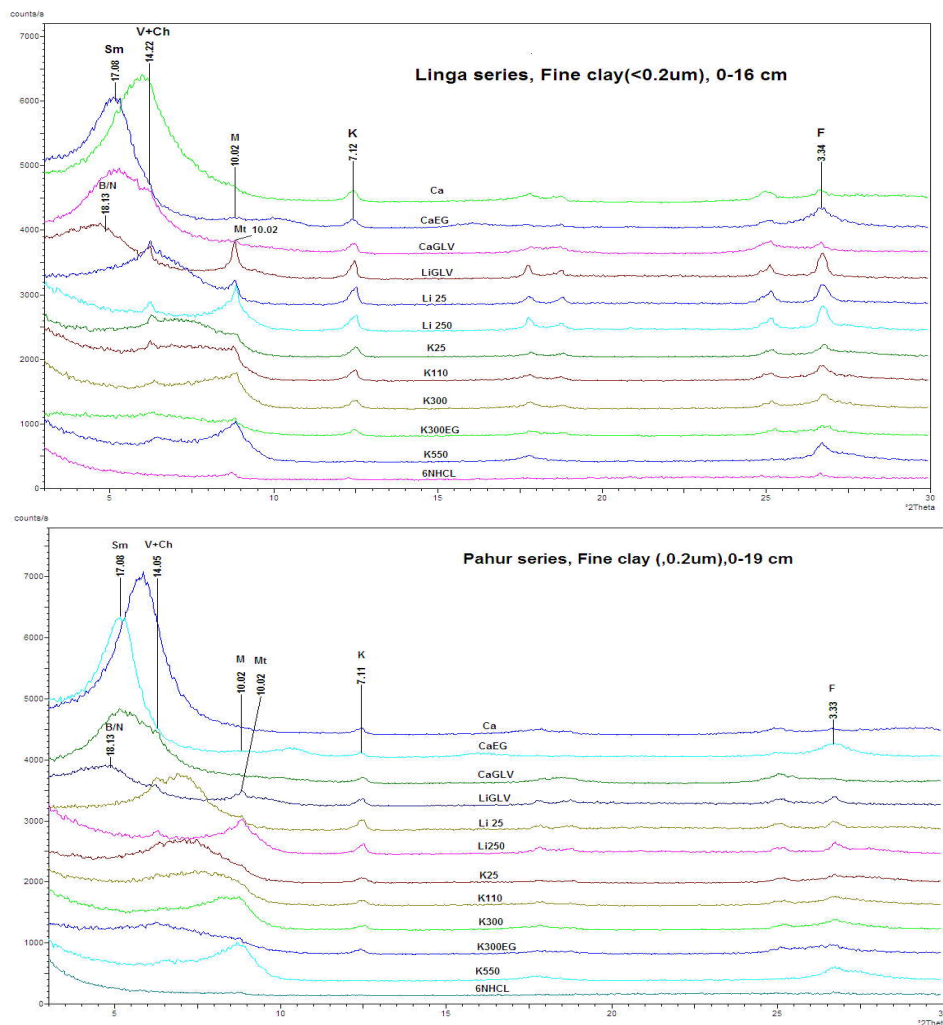 counts/s
V+Ch
Sm
14.22
17.08
Linga series, Fine clay(<0.2um), 0-16 cm
7000
6000
5000
4000
3000
2000
1000
0
M
10.02
K
7.12
F
3.34
B/N
18.13
Mt 10.02
Ca
CaEG
CaGLV
LiGLV
Li 25
Li 250
K25
K110
K300
K300EG
K550
6NHCL
5 10 15 20 25 30
°2Theta
counts/s
Sm
V+Ch
17.08
14.05
Pahur series, Fine clay (,0.2um),0-19 cm
7000
6000
5000
4000
3000
2000
1000
0
M
Mt
10.02
10.02
K
7.11
F
3.33
B/N
18.13
Ca
CaEG
CaGLV
LiGLV
Li 25
Li250
K25
K110
K300
K300EG
K550
6NHCL
5 10 15 20 25
°2Theta